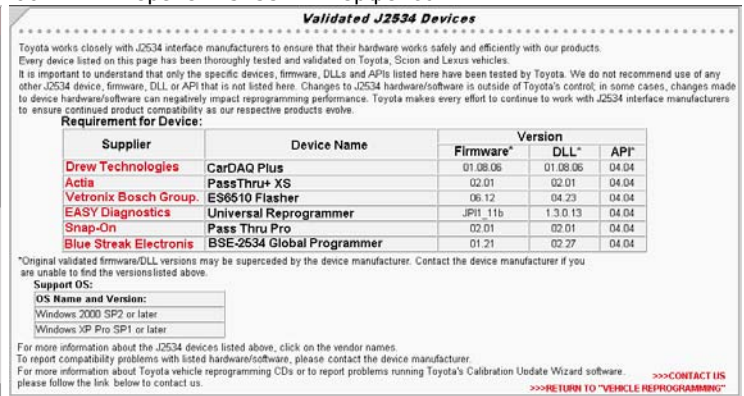 Validated J2534 Devices
Toyota works closely with J2534 interface manufacturers to ensure that their hardware works safely and efficiently with our products.
Every device listed on this page has been thoroughly tested and validated on Toyota, Scion and Lexus vehicles.
It is important to understand that only the specific devices, firmware, DLLs and APIs listed here have been tested by Toyota. We do not recommend use of any
other J2534 device, firmware, DLL or API that is not listed here. Changes to J2534 hardware/software is outside of Toyota's control; in some cases, changes made
to device hardware/software can negatively impact reprogramming performance. Toyota makes every effort to continue to work with J2534 interface manufacturers
to ensure continued product compatibility as our respective products evolve.
Requirement for Device:
Supplier Device Name Version
Firmware* DLL* API*
Drew Technologies CarDAQ Plus 01.08.06 01.08.06 04.04
Actia PassThru+ XS 02.01 02.01 04.04
Vetronix Bosch Group. ES6510 Flasher 06.12 04.23 04.04
EASY Diagnostics Universal Reprogrammer JPI1_11b 1.3.0.13 04.04
Snap-On Pass Thru Pro 02.01 02.01 04.04
Blue Streak Electronis BSE-2534 Global Programmer 01.21 02.27 04.04
*Original validated firmware/DLL versions may be superceded by the device manufacturer. Contact the device manufacturer if you
are unable to find the versionslisted above.
Support OS:
OS Name and Version:
Windows 2000 SP2 or later
Windows XP Pro SP1 or later
For more information about the J2534 devices listed above, click on the vendor names.
To report compatibility problems with listed hardware/software, please contact the device manufacturer.
For more information about Toyota vehicle reprogramming CDs or to report problems running Toyota's Calibration Update Wizard software.
please follow the link below to contact us.
>>>CONTACT US
>>>RETURN TO "VEHICLE REPROGRAMMING"